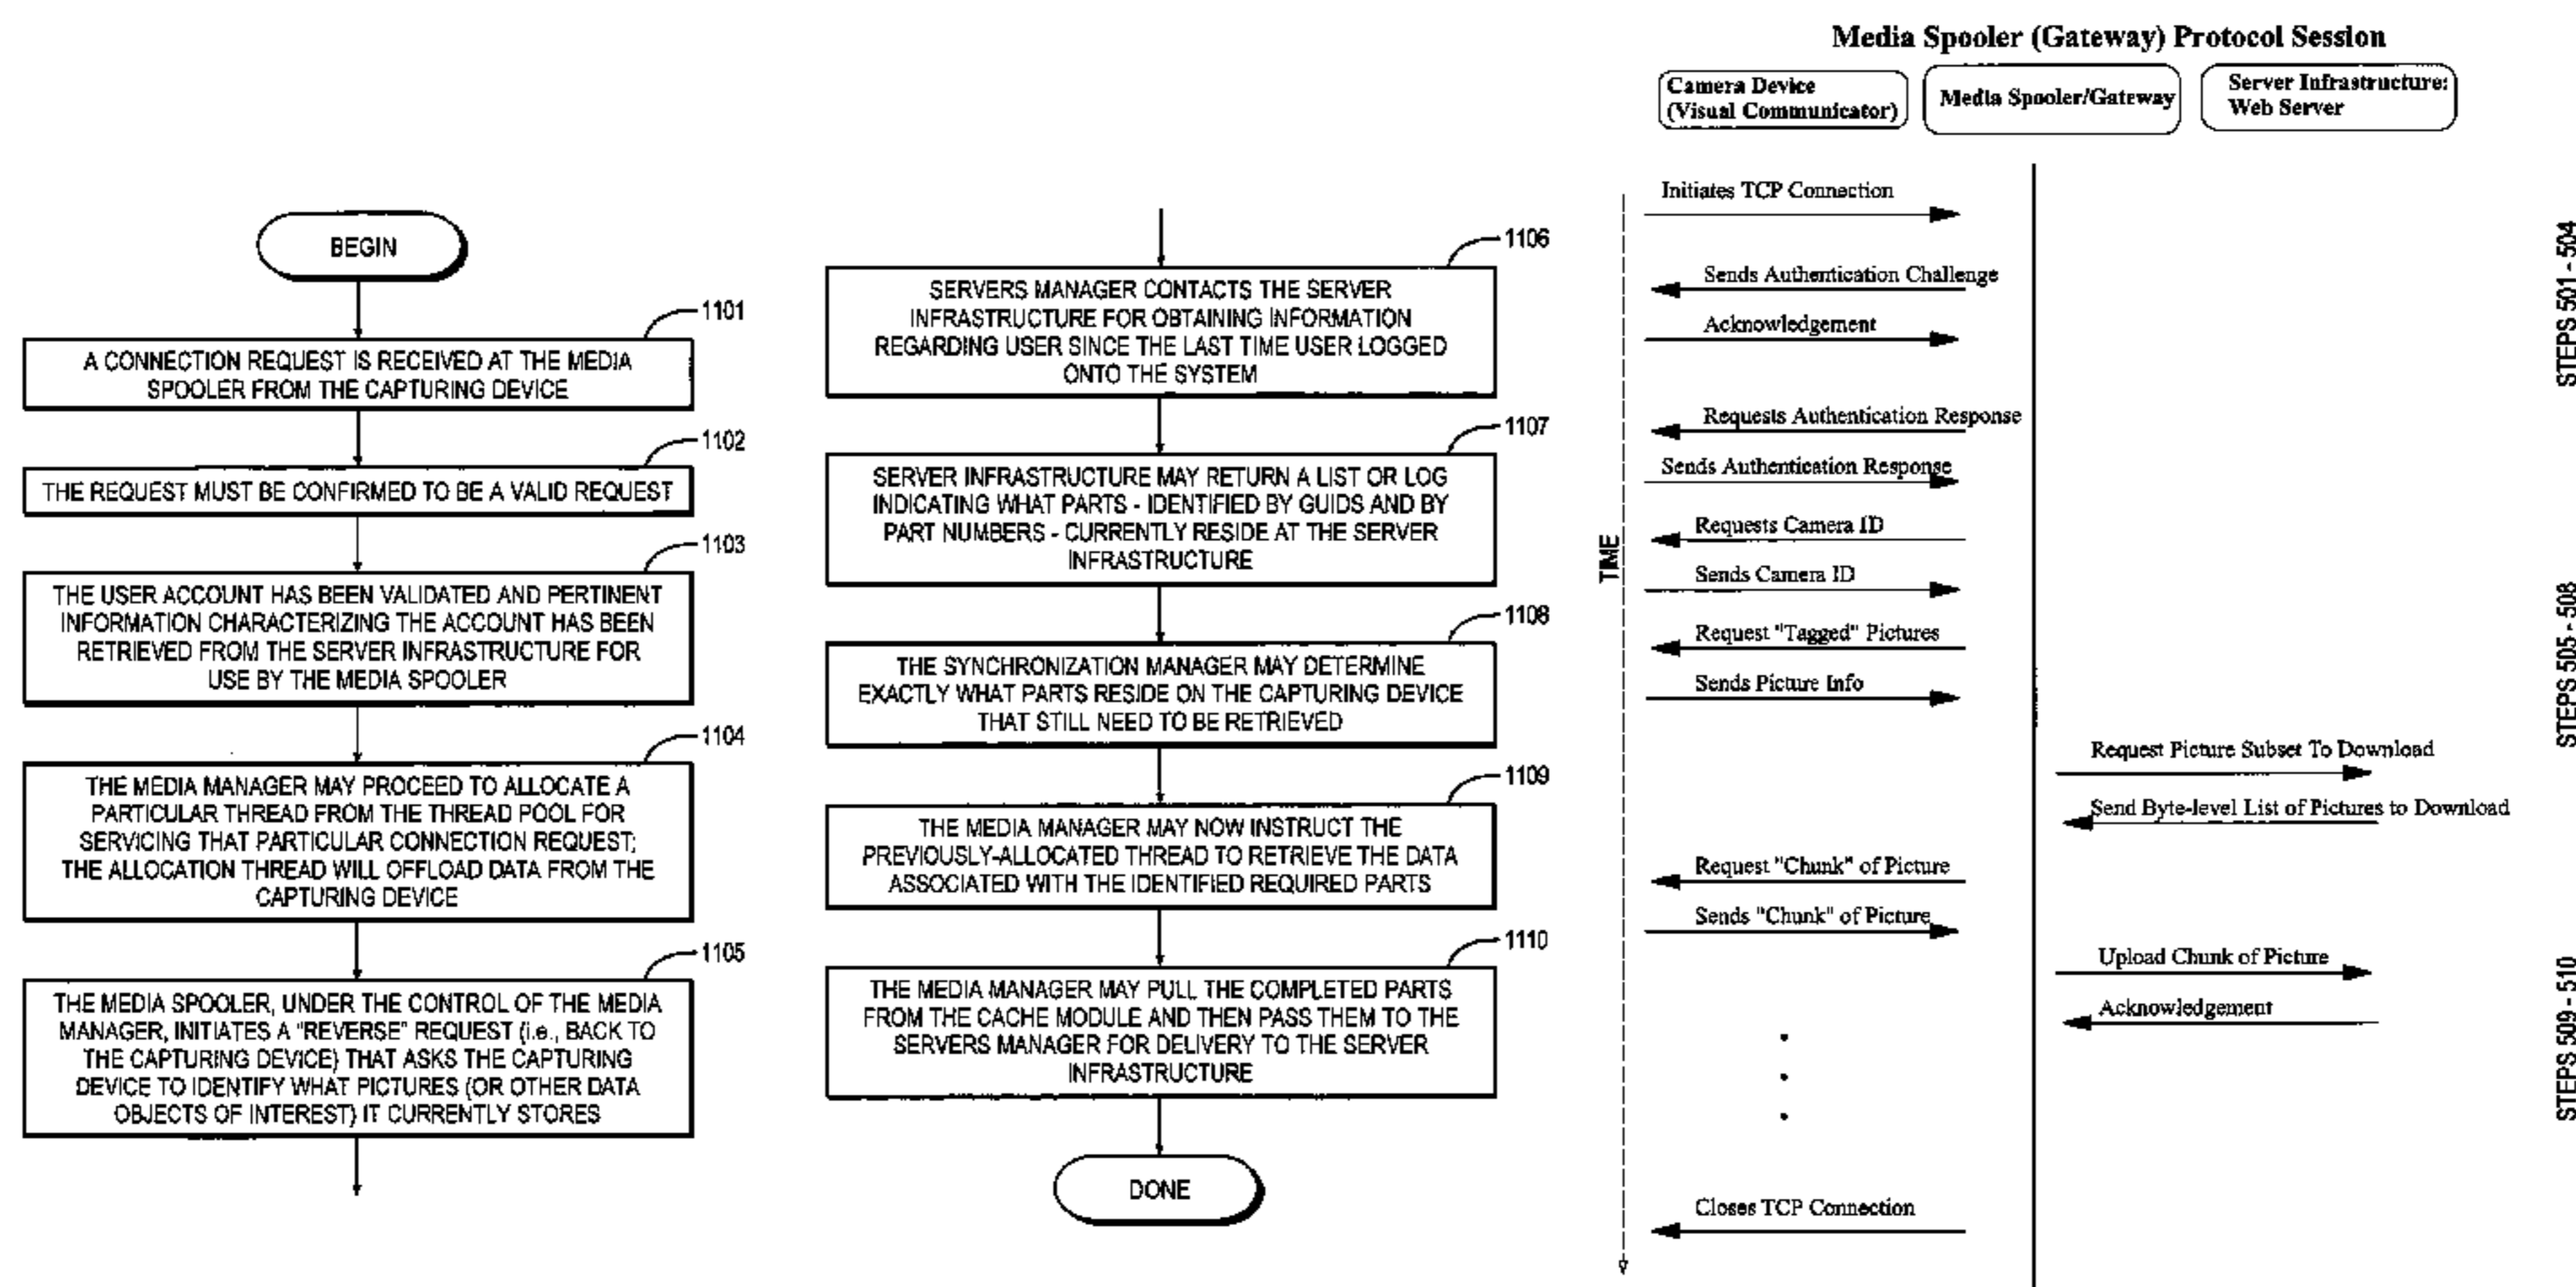 BEGIN
1101
A CONNECTION REQUEST IS RECEIVED AT THE MEDIA
SPOOLER FROM THE CAPTURING DEVICE
1102
THE REQUEST MUST BE CONFIRMED TO BE A VALID REQUEST
1103
THE USER ACCOUNT HAS BEEN VALIDATED AND PERTINENT
INFORMATION CHARACTERIZING THE ACCOUNT HAS BEEN
RETRIEVED FROM THE SERVER INFRASTRUCTURE FOR
USE BY THE MEDIA SPOOLER
1104
THE MEDIA MANAGER MAY PROCEED TO ALLOCATE A
PARTICULAR THREAD FROM THE THREAD POOL FOR
SERVICING THAT PARTICULAR CONNECTION REQUEST;
THE ALLOCATION THREAD WILL OFFLOAD DATA FROM THE
CAPTURING DEVICE
1105
THE MEDIA SPOOLER, UNDER THE CONTROL OF THE MEDIA
MANAGER, INITIATES A "REVERSE" REQUEST (i.e., BACK TO
THE CAPTURING DEVICE) THAT ASKS THE CAPTURING
DEVICE TO IDENTIFY WHAT PICTURES (OR OTHER DATA
OBJECTS OF INTEREST) IT CURRENTLY STORES
1106
SERVERS MANAGER CONTACTS THE SERVER
INFRASTRUCTURE FOR OBTAINING INFORMATION
REGARDING USER SINCE THE LAST TIME USER LOGGED
ONTO THE SYSTEM
1107
SERVER INFRASTRUCTURE MAY RETURN A LIST OR LOG
INDICATING WHAT PARTS - IDENTIFIED BY GUIDS AND BY
PART NUMBERS - CURRENTLY RESIDE AT THE SERVER
INFRASTRUCTURE
1108
THE SYNCHRONIZATION MANAGER MAY DETERMINE
EXACTLY WHAT PARTS RESIDE ON THE CAPTURING DEVICE
THAT STILL NEED TO BE RETRIEVED
1109
THE MEDIA MANAGER MAY NOW INSTRUCT THE
PREVIOUSLY-ALLOCATED THREAD TO RETRIEVE THE DATA
ASSOCIATED WITH THE IDENTIFIED REQUIRED PARTS
1110
THE MEDIA MANAGER MAY PULL THE COMPLETED PARTS
FROM THE CACHE MODULE AND THEN PASS THEM TO THE
SERVERS MANAGER FOR DELIVERY TO THE SERVER
INFRASTRUCTURE
DONE
Media Spooler (Gateway) Protocol Session
Camera Device
(Visual Communicator)
Media Spooler/Gateway
Server Infrastructure:
Web Server
TIME
Initiates TCP Connection
Sends Authentication Challenge
Acknowledgement
Requests Authentication Response
Sends Authentication Response
Requests Camera ID
Sends Camera ID
Request "Tagged" Pictures
Sends Picture Info
Request Picture Subset To Download
Send Byte-level List of Pictures to Download
Request "Chunk" of Picture
Sends "Chunk" of Picture
Upload Chunk of Picture
Acknowledgement
Closes TCP Connection
STEPS 501 - 504
STEPS 505 - 508
STEPS 509 - 510